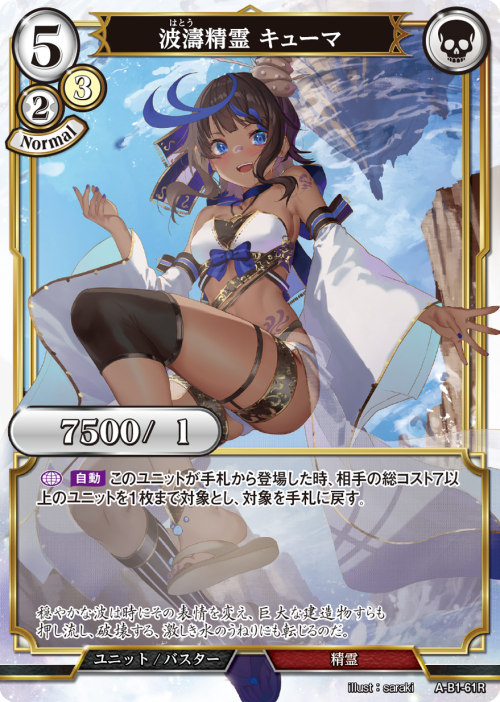 はとう
波濤精霊 キューマ
5
2
3
Normal
7500/ 1
自動 このユニットが手札から登場した時、相手の総コスト7以
上のユニットを1枚まで対象とし、対象を手札に戻す。
穏やかな波は時にその表情を変え、巨大な建造物すらも
押し流し、破壊する、激しき水のうねりにも転じるのだ。
ユニット / バスター
精霊
illust : saraki
A-B1-61R